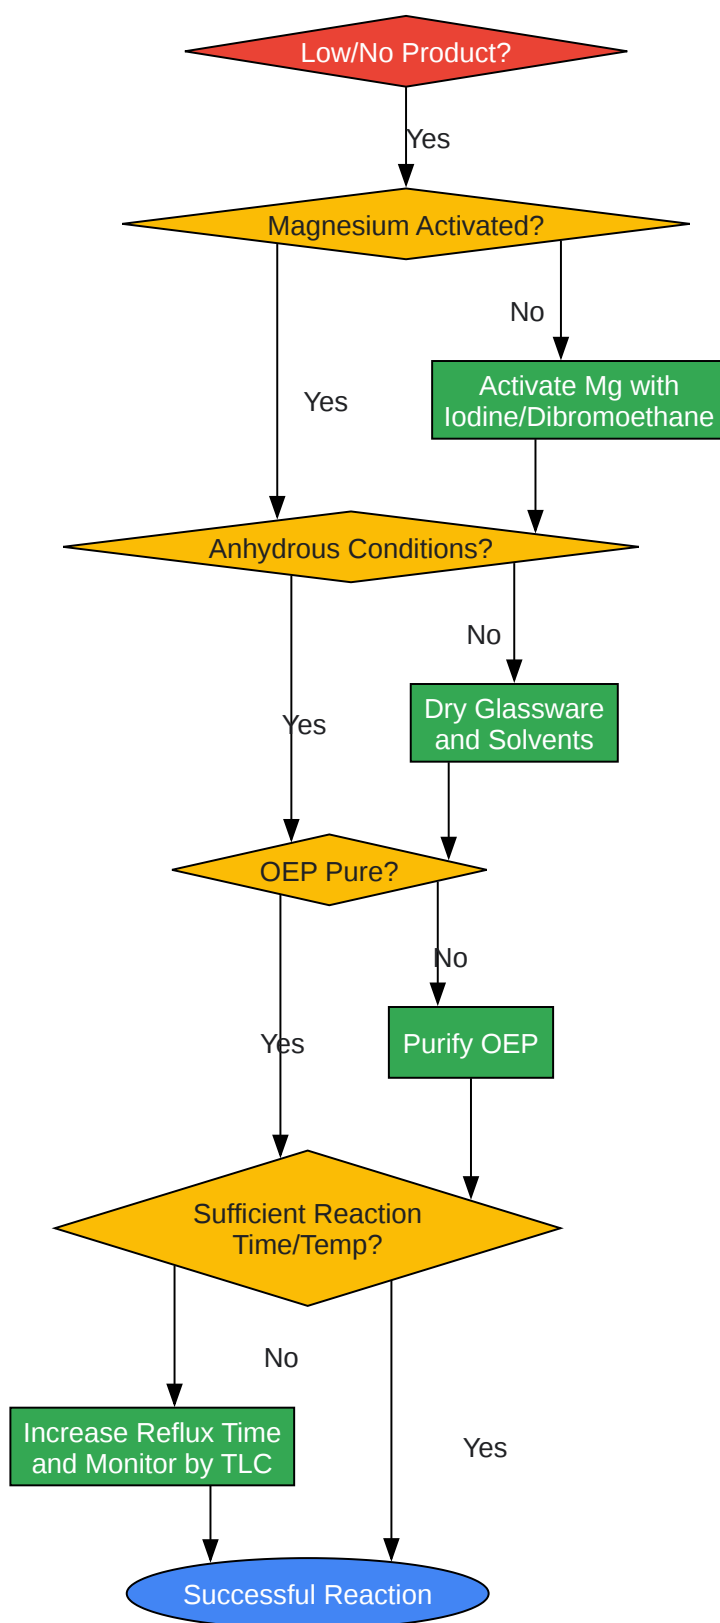 Low/No Product?
Yes
Magnesium Activated?
No
Activate Mg with
Iodine/Dibromoethane
Yes
Anhydrous Conditions?
No
Dry Glassware
and Solvents
Yes
OEP Pure?
No
Purify OEP
Yes
Sufficient Reaction
Time/Temp?
No
Increase Reflux Time
and Monitor by TLC
Yes
Successful Reaction